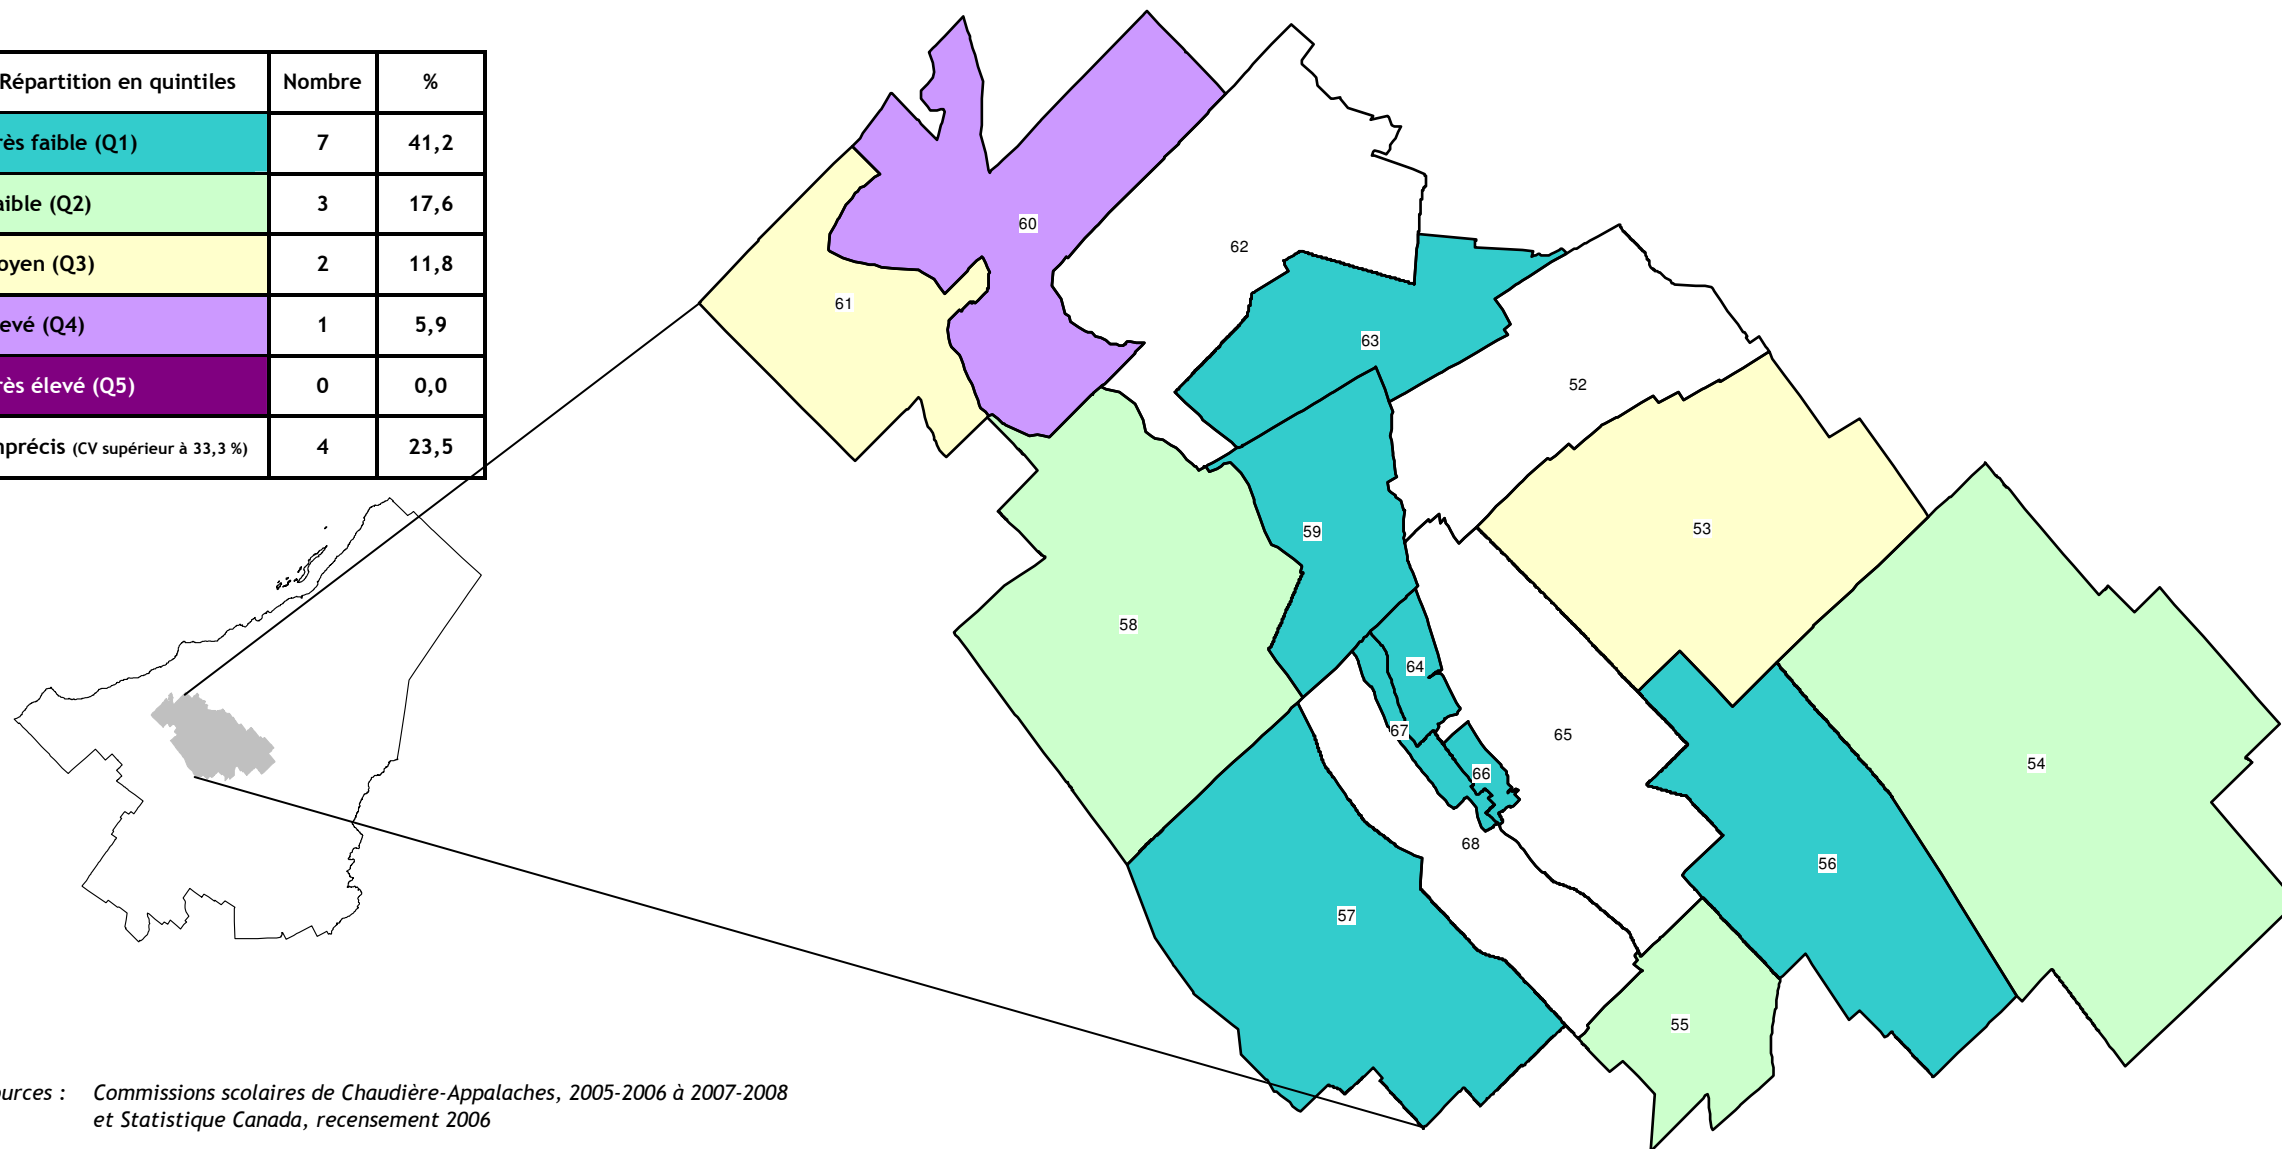 Répartition en quintiles Nombre %
rès faible (Q1) 7 41,2
aible (Q2) 3 17,6
oyen (Q3) 2 11,8
evé (Q4) 1 5,9
rès élevé (Q5) 0 0,0
nprécis (CV supérieur à 33,3 %) 4 23,5
60
62
61
63
52
53
59
58
64
67
65
66
54
68
56
57
55
urces : Commissions scolaires de Chaudière-Appalaches, 2005-2006 à 2007-2008
et Statistique Canada, recensement 2006